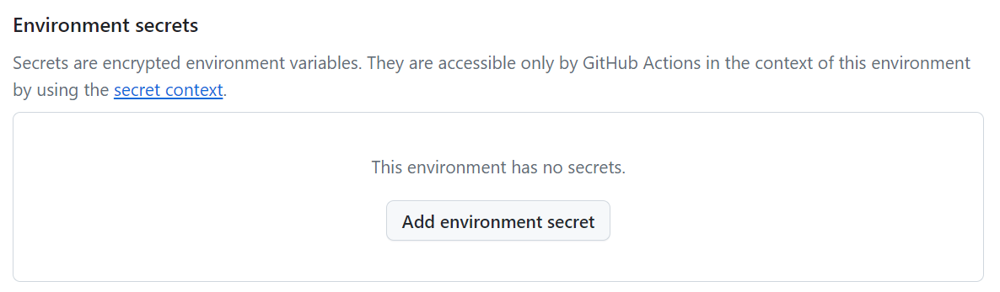 Environment secrets
Secrets are encrypted environment variables. They are accessible only by GitHub Actions in the context of this environment
by using the secret context.
This environment has no secrets.
Add environment secret